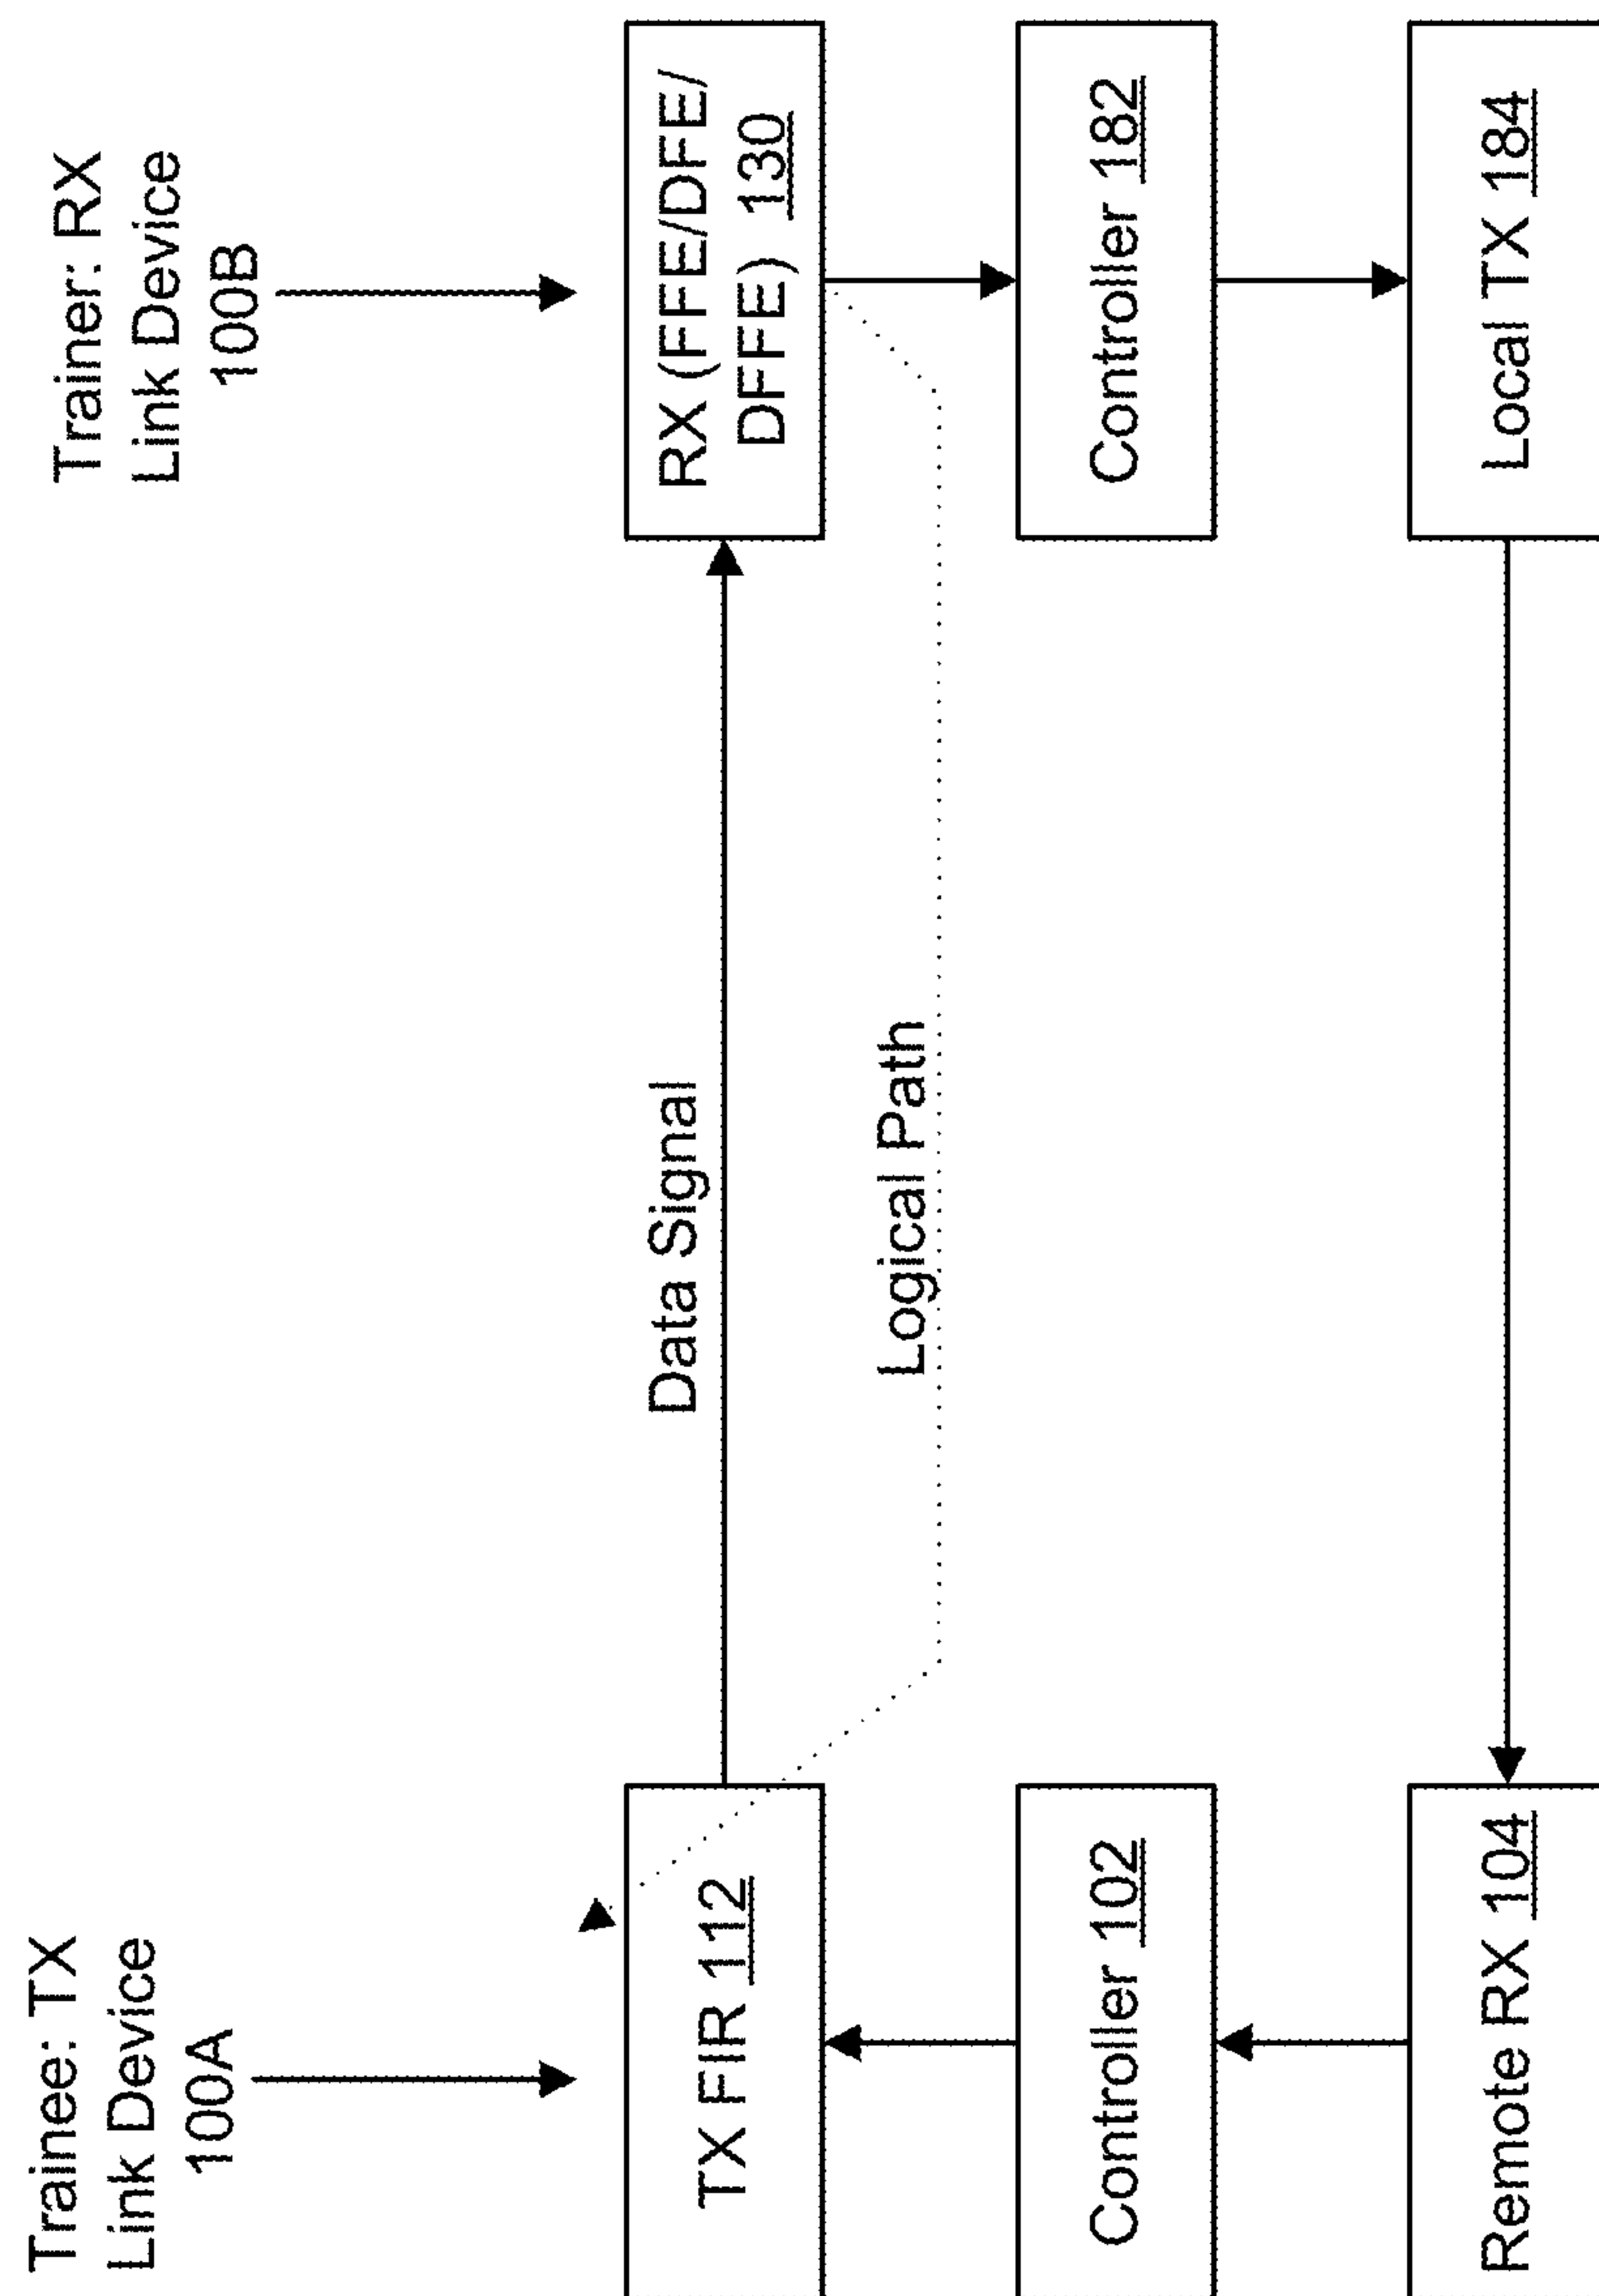 Trainee: TX
Link Device
100A
Trainer: RX
Link Device
100B
TX FIR 112
Data Signal
RX (FFE/DFE/
DFFE) 130
Logical Path
Controller 102
Controller 182
Remote RX 104
Local TX 184